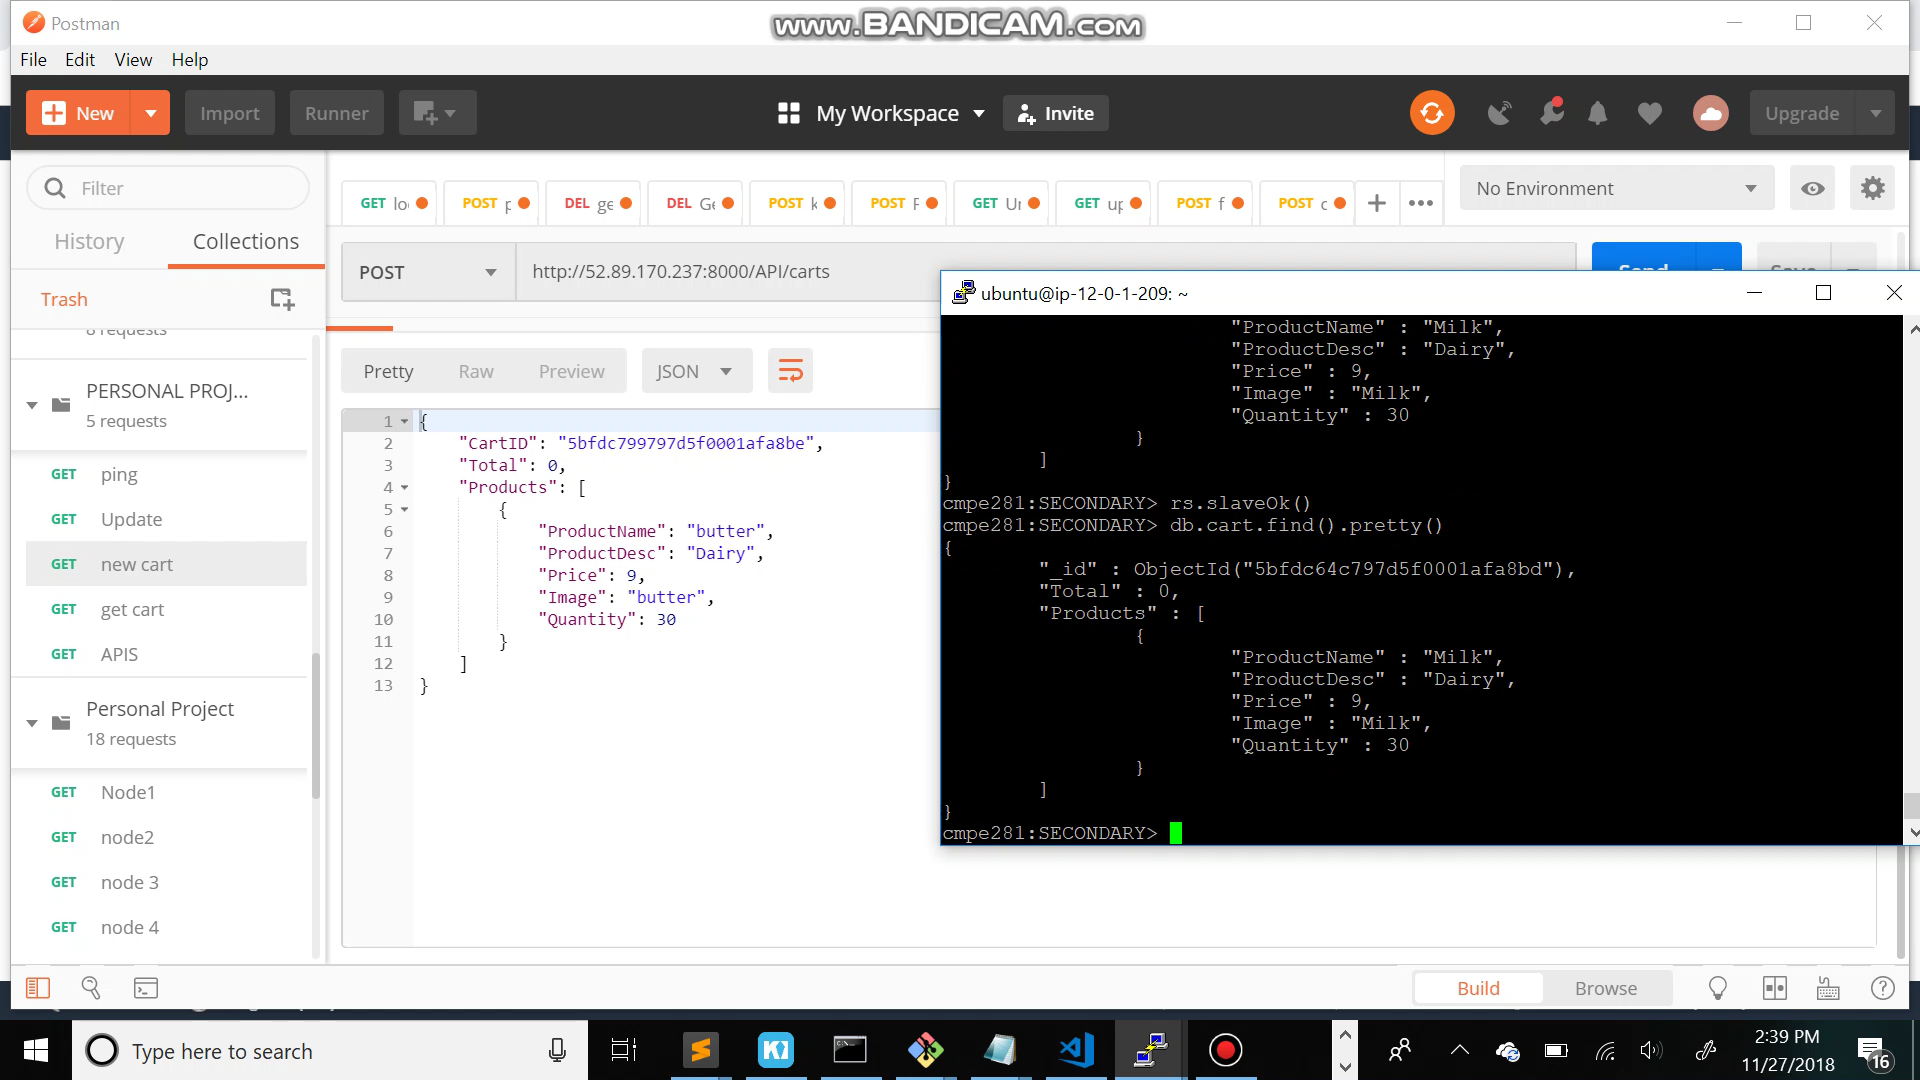 Postman
www.BANDICAM.com
File Edit View Help
New Import Runner My Workspace Invite Upgrade
Filter
GET lo POST p DEL ge DEL Ge POST k POST F GET Ur GET up POST f POST c
No Environment
History Collections
POST http://52.89.170.237:8000/API/carts
Trash
8 requests
PERSONAL PROJ...
5 requests
GET ping
GET Update
GET new cart
GET get cart
GET APIS
Personal Project
18 requests
GET Node1
GET node2
GET node 3
GET node 4
Pretty Raw Preview JSON
1 {
2 "CartID": "5bfdc799797d5f0001afa8be",
3 "Total": 0,
4 "Products": [
5 {
6 "ProductName": "butter",
7 "ProductDesc": "Dairy",
8 "Price": 9,
9 "Image": "butter",
10 "Quantity": 30
11 }
12 ]
13 }
ubuntu@ip-12-0-1-209: ~
"ProductName" : "Milk",
"ProductDesc" : "Dairy",
"Price" : 9,
"Image" : "Milk",
"Quantity" : 30
}
]
}
cmpe281:SECONDARY> rs.slaveOk()
cmpe281:SECONDARY> db.cart.find().pretty()
{
"_id" : ObjectId("5bfdc64c797d5f0001afa8bd"),
"Total" : 0,
"Products" : [
{
"ProductName" : "Milk",
"ProductDesc" : "Dairy",
"Price" : 9,
"Image" : "Milk",
"Quantity" : 30
}
]
}
cmpe281:SECONDARY>
Build Browse
Type here to search
2:39 PM
11/27/2018
16